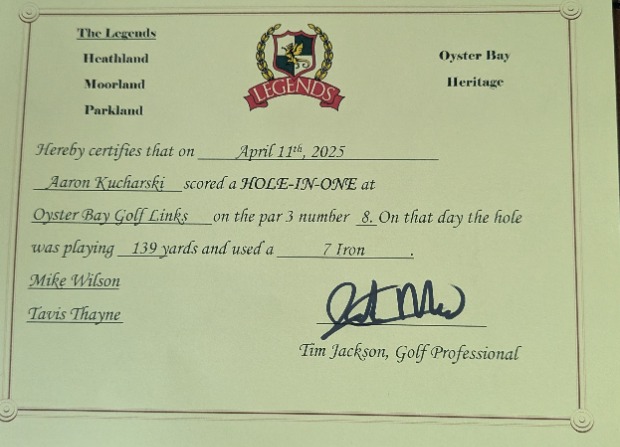 The Legends
Heathland
Moorland
Parkland
LEGENDS
Oyster Bay
Heritage
Hereby certifies that on April 11th, 2025
Aaron Kucharski scored a HOLE-IN-ONE at
Oyster Bay Golf Links on the par 3 number 8. On that day the hole
was playing 139 yards and used a 7 Iron .
Mike Wilson
Tavis Thayne
Tim Jackson, Golf Professional